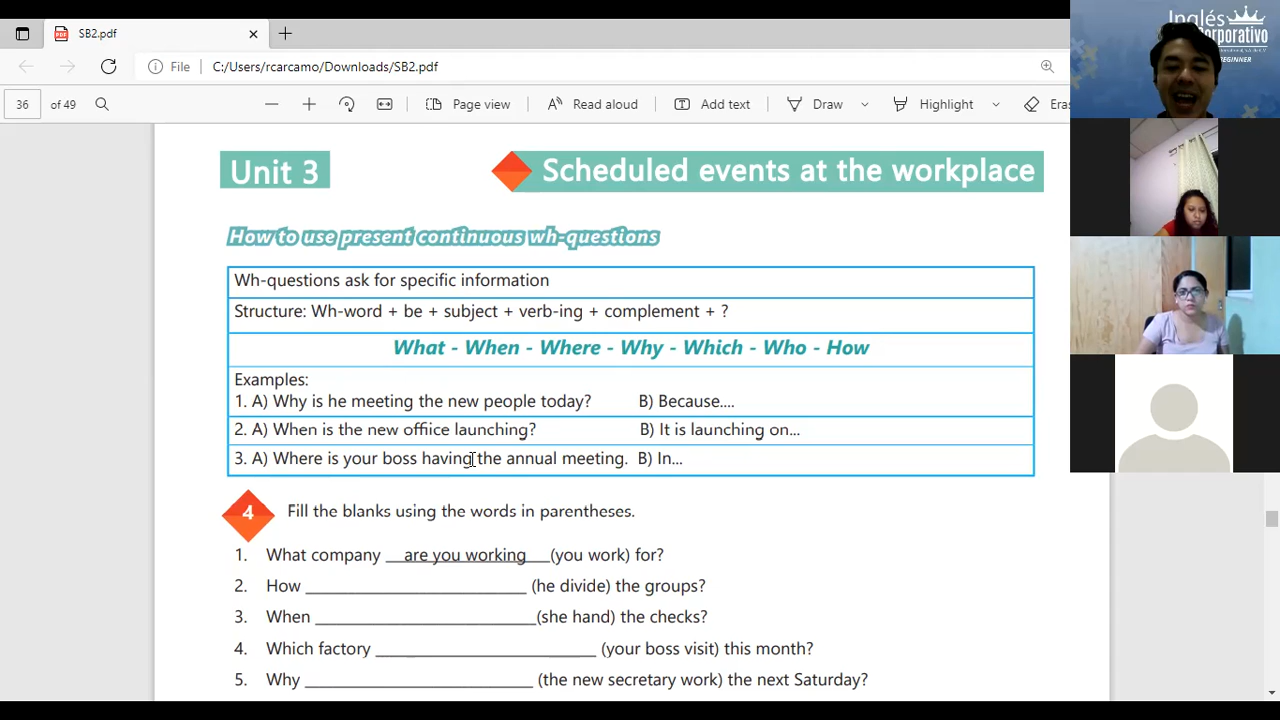 SB2.pdf
File
C:/Users/rcarcamo/Downloads/SB2.pdf
36 of 49
Page view
Read aloud
Add text
Draw
Highlight
Unit 3
Scheduled events at the workplace
How to use present continuous wh-questions
Wh-questions ask for specific information
Structure: Wh-word + be + subject + verb-ing + complement + ?
What - When - Where - Why - Which - Who - How
Examples:
1. A) Why is he meeting the new people today? B) Because....
2. A) When is the new office launching? B) It is launching on...
3. A) Where is your boss having the annual meeting. B) In...
4 Fill the blanks using the words in parentheses.
1. What company __are you working___(you work) for?
2. How _________________________ (he divide) the groups?
3. When _________________________(she hand) the checks?
4. Which factory _________________________ (your boss visit) this month?
5. Why __________________________ (the new secretary work) the next Saturday?
Inglés